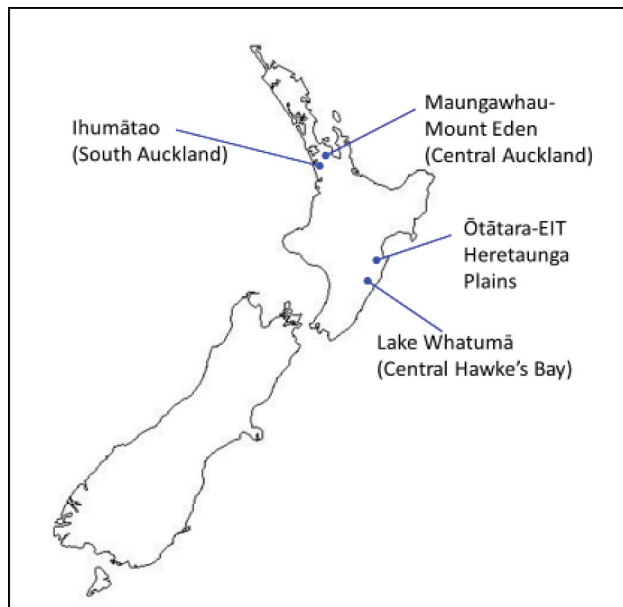 Ihumātao
(South Auckland)
Maungawhau-
Mount Eden
(Central Auckland)
Ōtātara-EIT
Heretaunga
Plains
Lake Whatumā
(Central Hawke’s Bay)